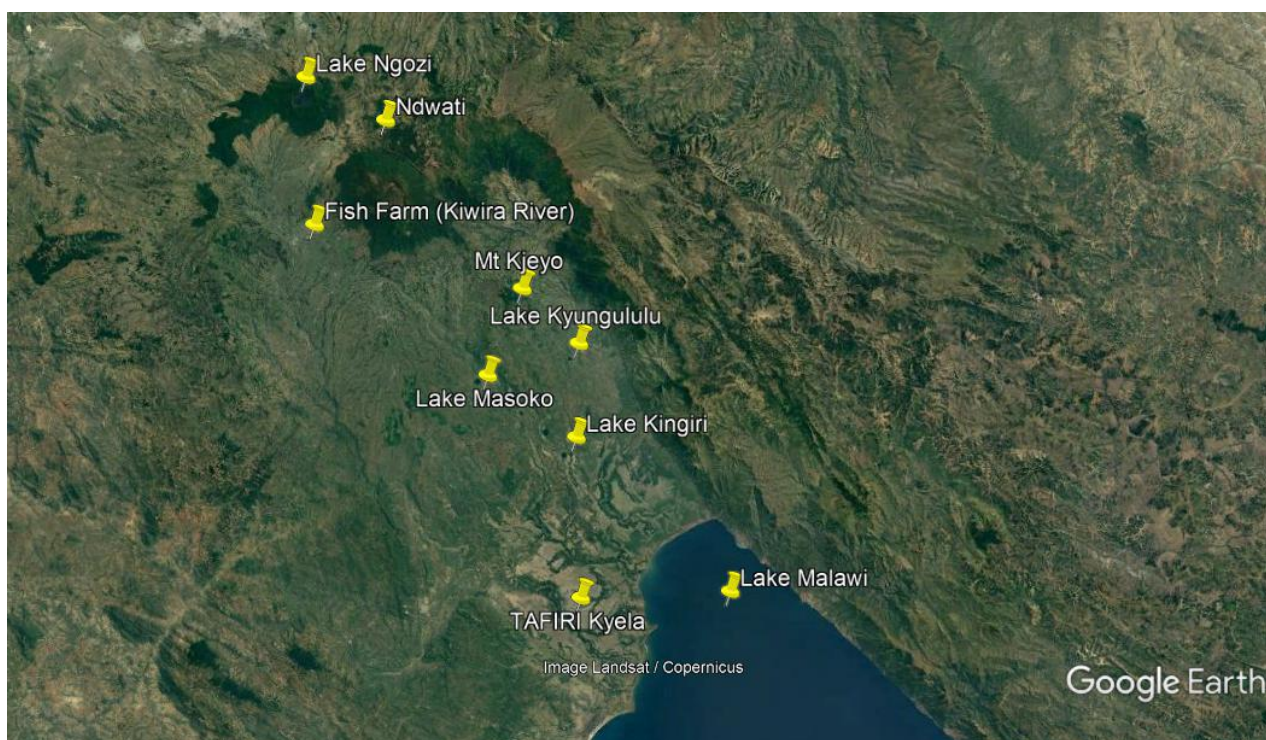 Lake Ngozi
Ndwati
Fish Farm (Kiwira River)
Mt Kjeyo
Lake Kyungululu
Lake Masoko
Lake Kingiri
Lake Malawi
TAFIRI Kyela
Image Landsat / Copernicus
Google Earth